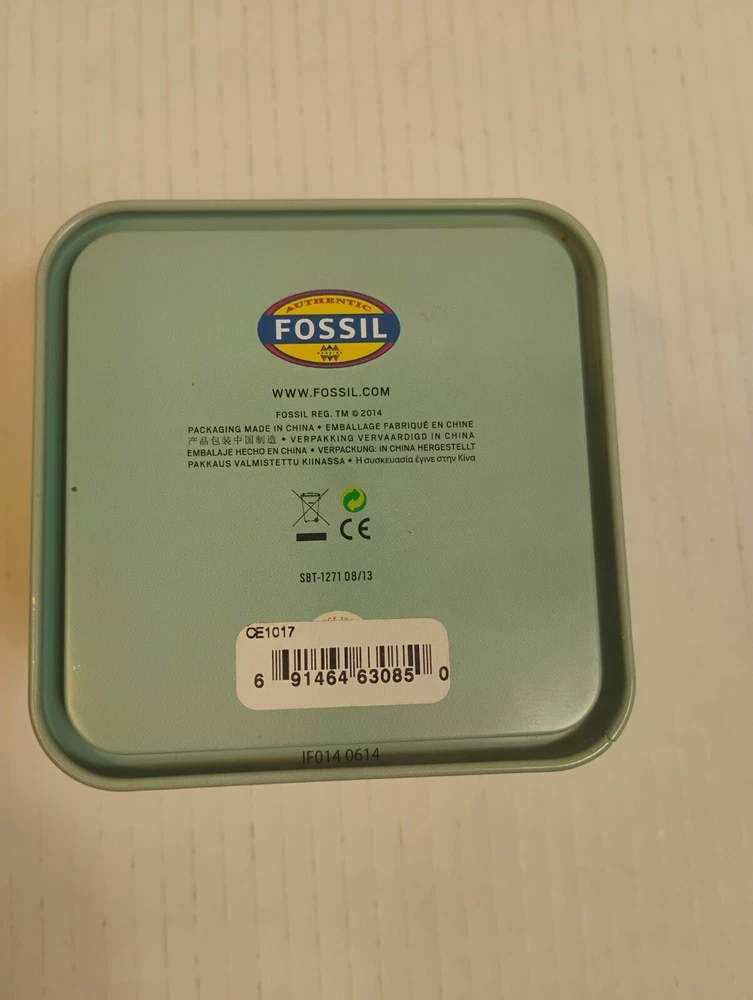 AUTHENTIC
FOSSIL
WWW.FOSSIL.COM
FOSSIL REG. TM © 2014
PACKAGING MADE IN CHINA • EMBALLAGE FABRIQUÉ EN CHINE
产品包装中国制造 • VERPAKKING VERVAARDIGD IN CHINA
EMBALAJE HECHO EN CHINA • VERPACKUNG: IN CHINA HERGESTELLT
PAKKAUS VALMISTETTU KIINASSA • Η συσκευασία έγινε στην Κίνα
CE
SBT-1271 08/13
CE1017
6 91464 63085 0
IF014 0614